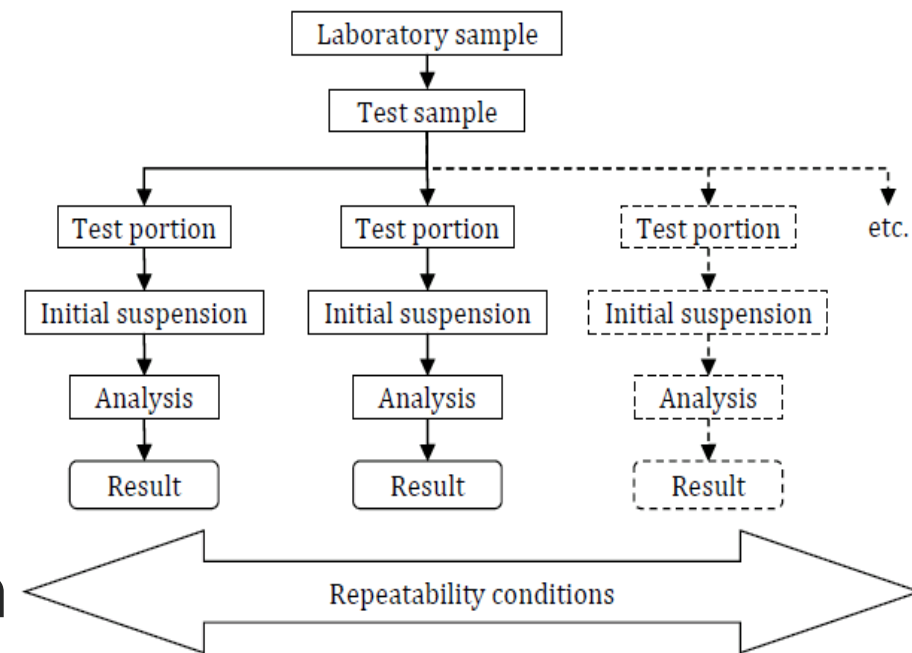 Laboratory sample
Test sample
Test portion Test portion Test portion etc.
Initial suspension Initial suspension Initial suspension
Analysis Analysis Analysis
Result Result Result
Repeatability conditions